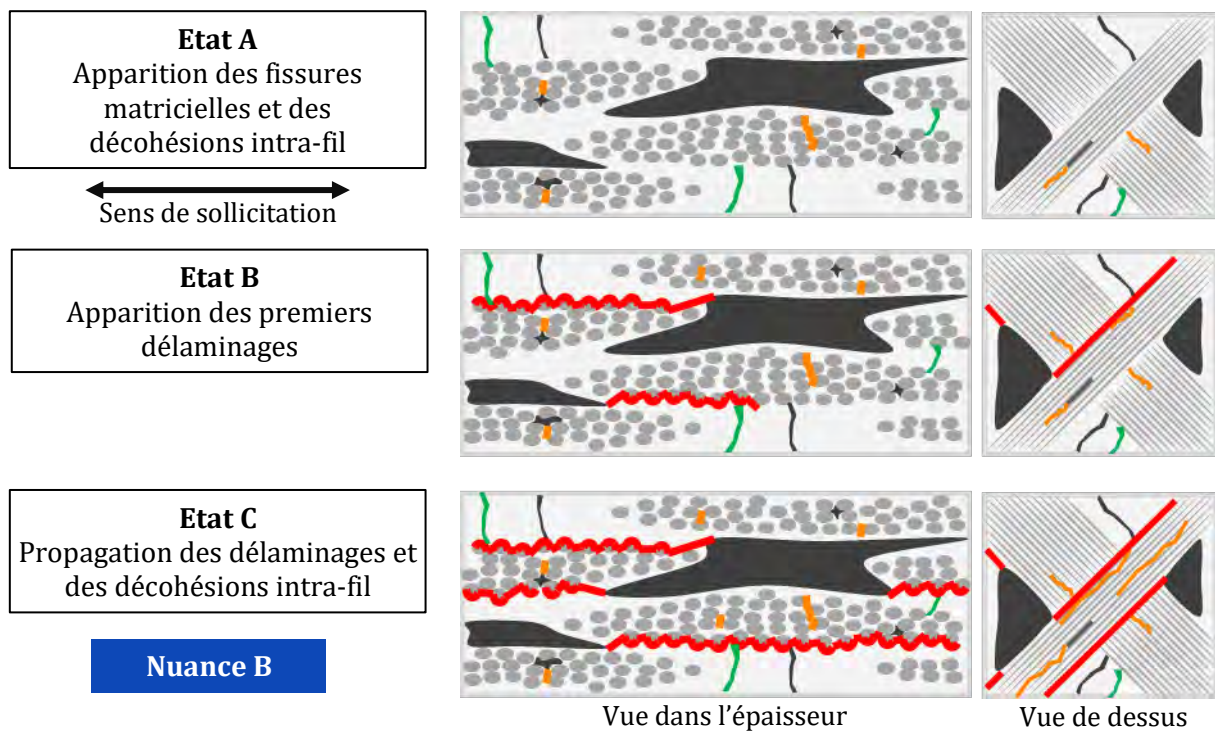 Etat A
Apparition des fissures
matricielles et des
décohésions intra-fil
Sens de sollicitation
Etat B
Apparition des premiers
délaminages
Etat C
Propagation des délaminages et
des décohésions intra-fil
Nuance B
Vue dans l'épaisseur
Vue de dessus